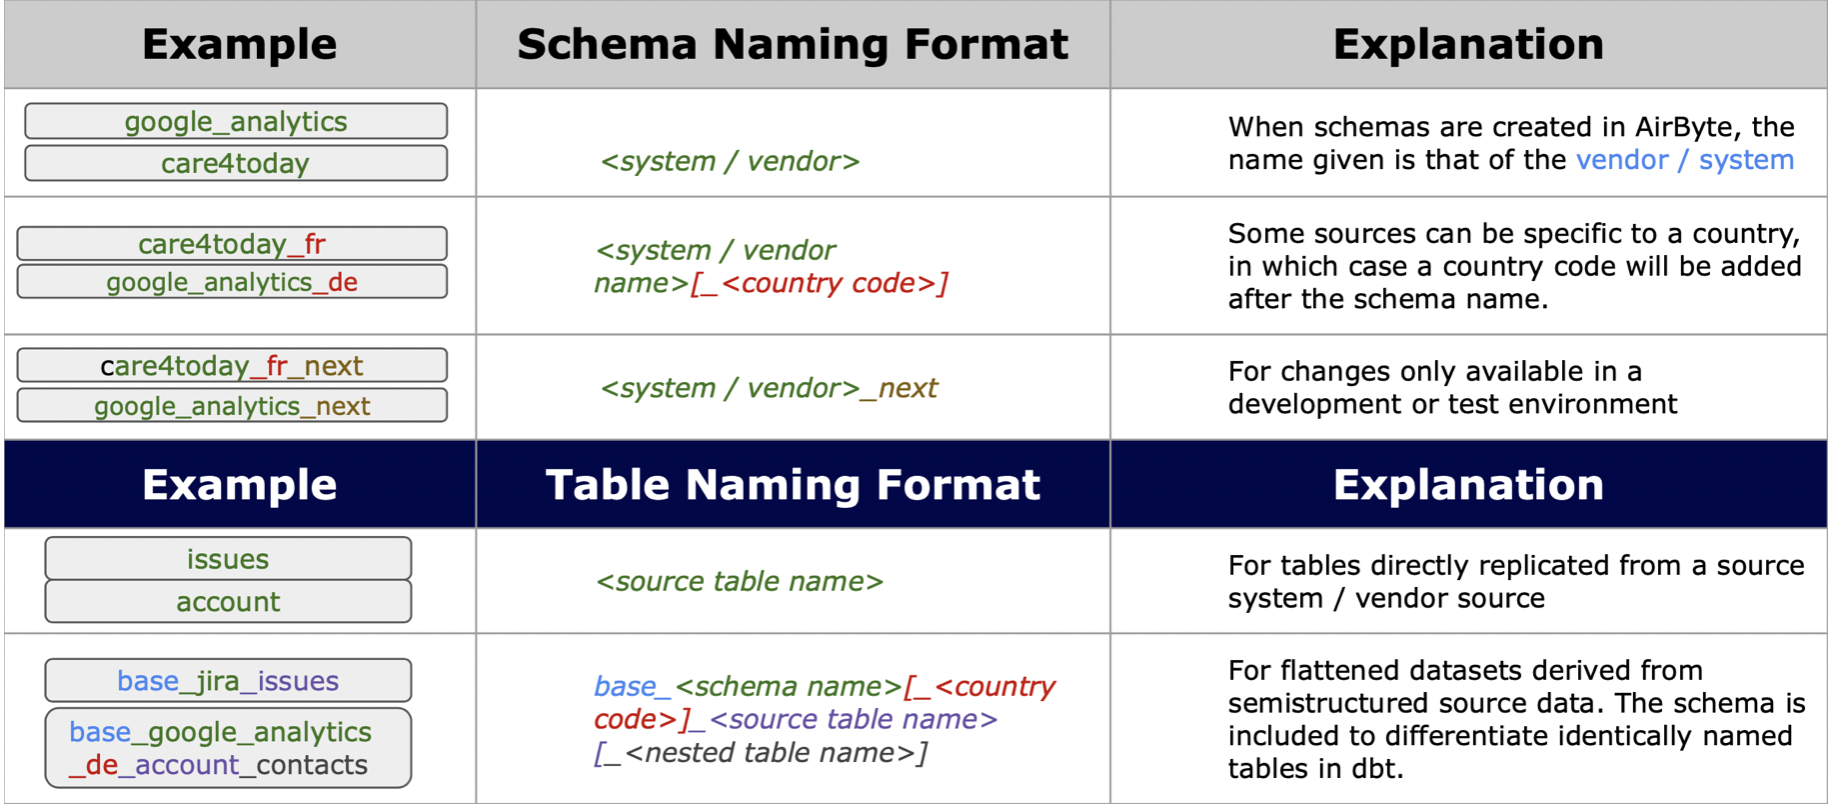 Example
Schema Naming Format
Explanation
google_analytics
care4today
<system / vendor>
When schemas are created in AirByte, the
name given is that of the vendor / system
care4today_fr
google_analytics_de
<system / vendor
name>[_<country code>]
Some sources can be specific to a country,
in which case a country code will be added
after the schema name.
care4today_fr_next
google_analytics_next
<system / vendor>_next
For changes only available in a
development or test environment
Example
Table Naming Format
Explanation
issues
account
<source table name>
For tables directly replicated from a source
system / vendor source
base_jira_issues
base_google_analytics
_de_account_contacts
base_<schema name>[_<country
code>]_<source table name>
[_<nested table name>]
For flattened datasets derived from
semistructured source data. The schema is
included to differentiate identically named
tables in dbt.